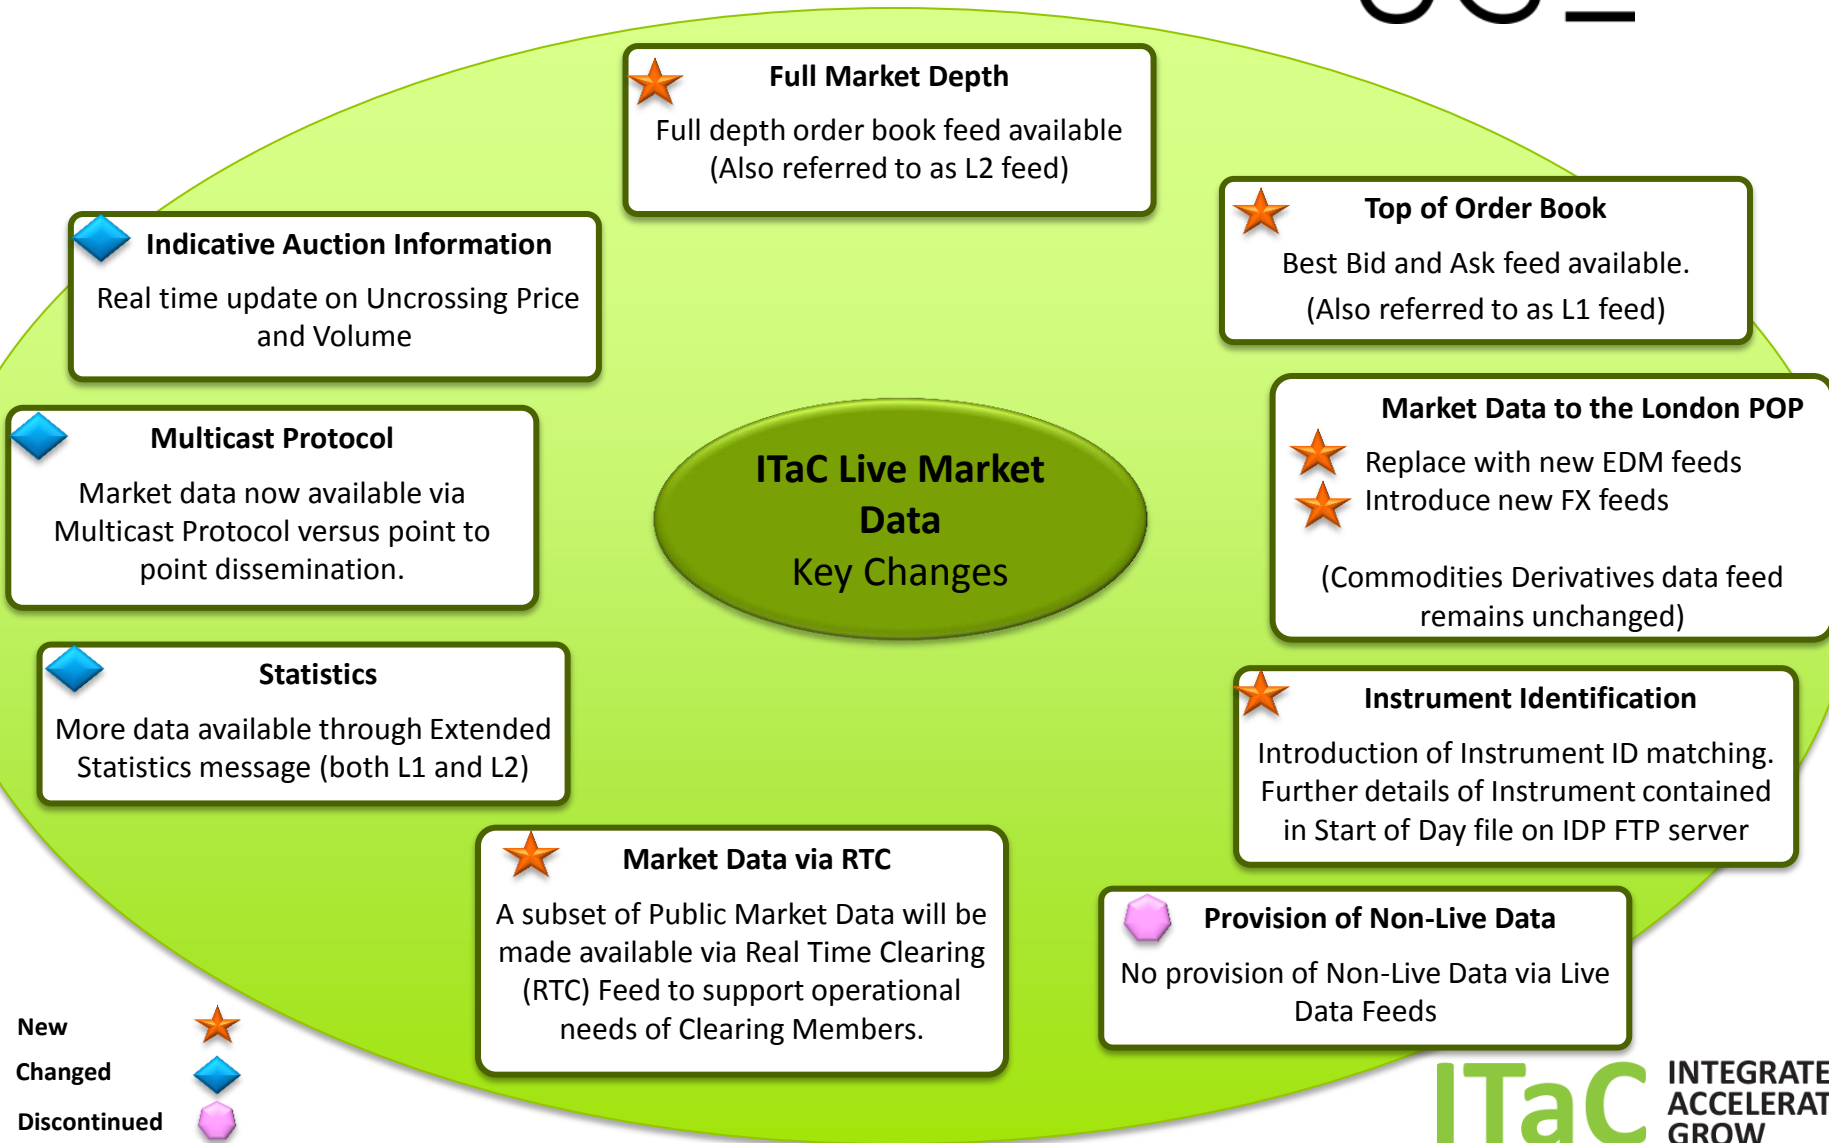 Full Market Depth
Full depth order book feed available
(Also referred to as L2 feed)
Top of Order Book
Best Bid and Ask feed available.
(Also referred to as L1 feed)
Indicative Auction Information
Real time update on Uncrossing Price
and Volume
Market Data to the London POP
Replace with new EDM feeds
Introduce new FX feeds
(Commodities Derivatives data feed
remains unchanged)
Multicast Protocol
Market data now available via
Multicast Protocol versus point to
point dissemination.
ITaC Live Market
Data
Key Changes
Statistics
More data available through Extended
Statistics message (both L1 and L2)
Instrument Identification
Introduction of Instrument ID matching.
Further details of Instrument contained
in Start of Day file on IDP FTP server
Market Data via RTC
A subset of Public Market Data will be
made available via Real Time Clearing
(RTC) Feed to support operational
needs of Clearing Members.
Provision of Non-Live Data
No provision of Non-Live Data via Live
Data Feeds
New
Changed
Discontinued
ITaC
INTEGRATE
ACCELERAT
GROW